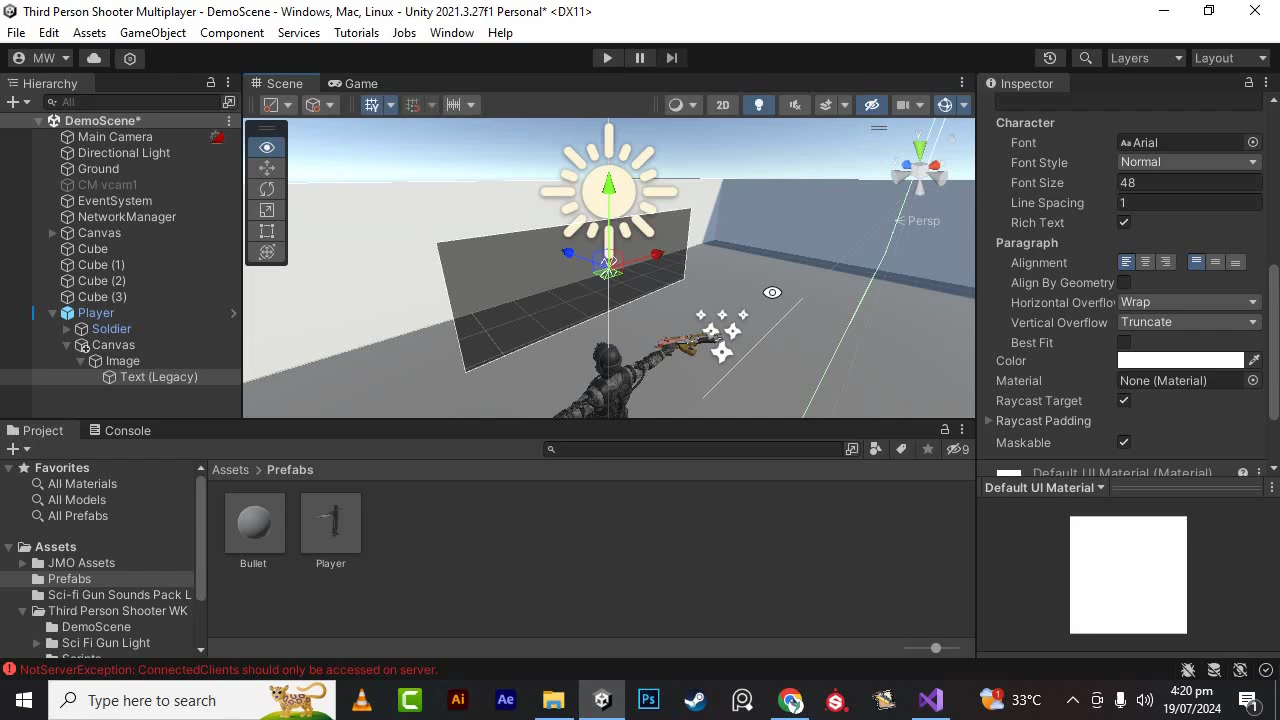 Third Person Shooter Multiplayer - DemoScene - Windows, Mac, Linux - Unity 2021.3.27f1 Personal* <DX11>
File Edit Assets GameObject Component Services Tutorials Jobs Window Help
MW Layers Layout
Hierarchy
All
DemoScene*
Main Camera
Directional Light
Ground
CM vcam1
EventSystem
NetworkManager
Canvas
Cube
Cube (1)
Cube (2)
Cube (3)
Player
Soldier
Canvas
Image
Text (Legacy)
Scene Game
2D
y
Persp
Inspector
Character
Font Arial
Font Style Normal
Font Size 48
Line Spacing 1
Rich Text
Paragraph
Alignment
Align By Geometry
Horizontal Overflo
Wrap
Vertical Overflow Truncate
Best Fit
Color
Material None (Material)
Raycast Target
Raycast Padding
Maskable
Default UI Material (Material)
Default UI Material
Project Console
9
Favorites
All Materials
All Models
All Prefabs
Assets
JMO Assets
Prefabs
Sci-fi Gun Sounds Pack L
Third Person Shooter WK
DemoScene
Sci Fi Gun Light
Scripts
Assets > Prefabs
Bullet Player
NotServerException: ConnectedClients should only be accessed on server.
Type here to search
Ai Ae Ps
33°C
4:20 pm
19/07/2024
1